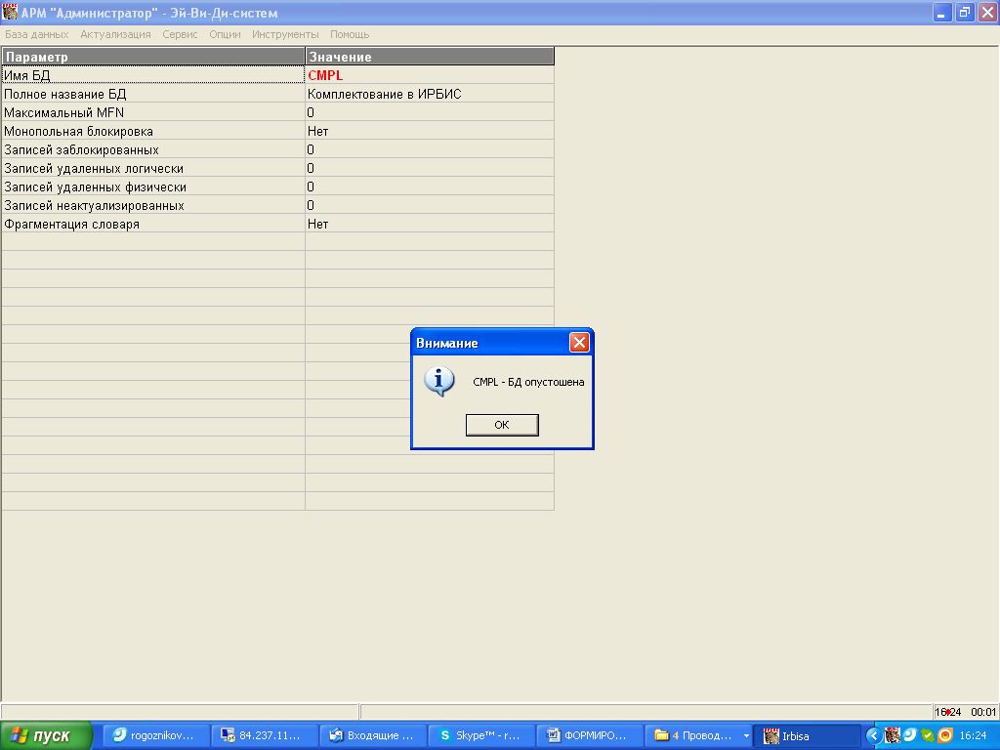 АРМ "Администратор" - Эй-Ви-Ди-систем
База данных Актуализация Сервис Опции Инструменты Помощь
Параметр Значение
Имя БД CMPL
Полное название БД Комплектование в ИРБИС
Максимальный MFN 0
Монопольная блокировка Нет
Записей заблокированных 0
Записей удаленных логически 0
Записей удаленных физически 0
Записей неактуализированных 0
Фрагментация словаря Нет
Внимание
CMPL - БД опустошена
OK
16:24 00:01
пуск rogoznikov... 84.237.11... Входящие ... Skype™ - r... ФОРМИРО... 4 Провод... Irbisa 16:24